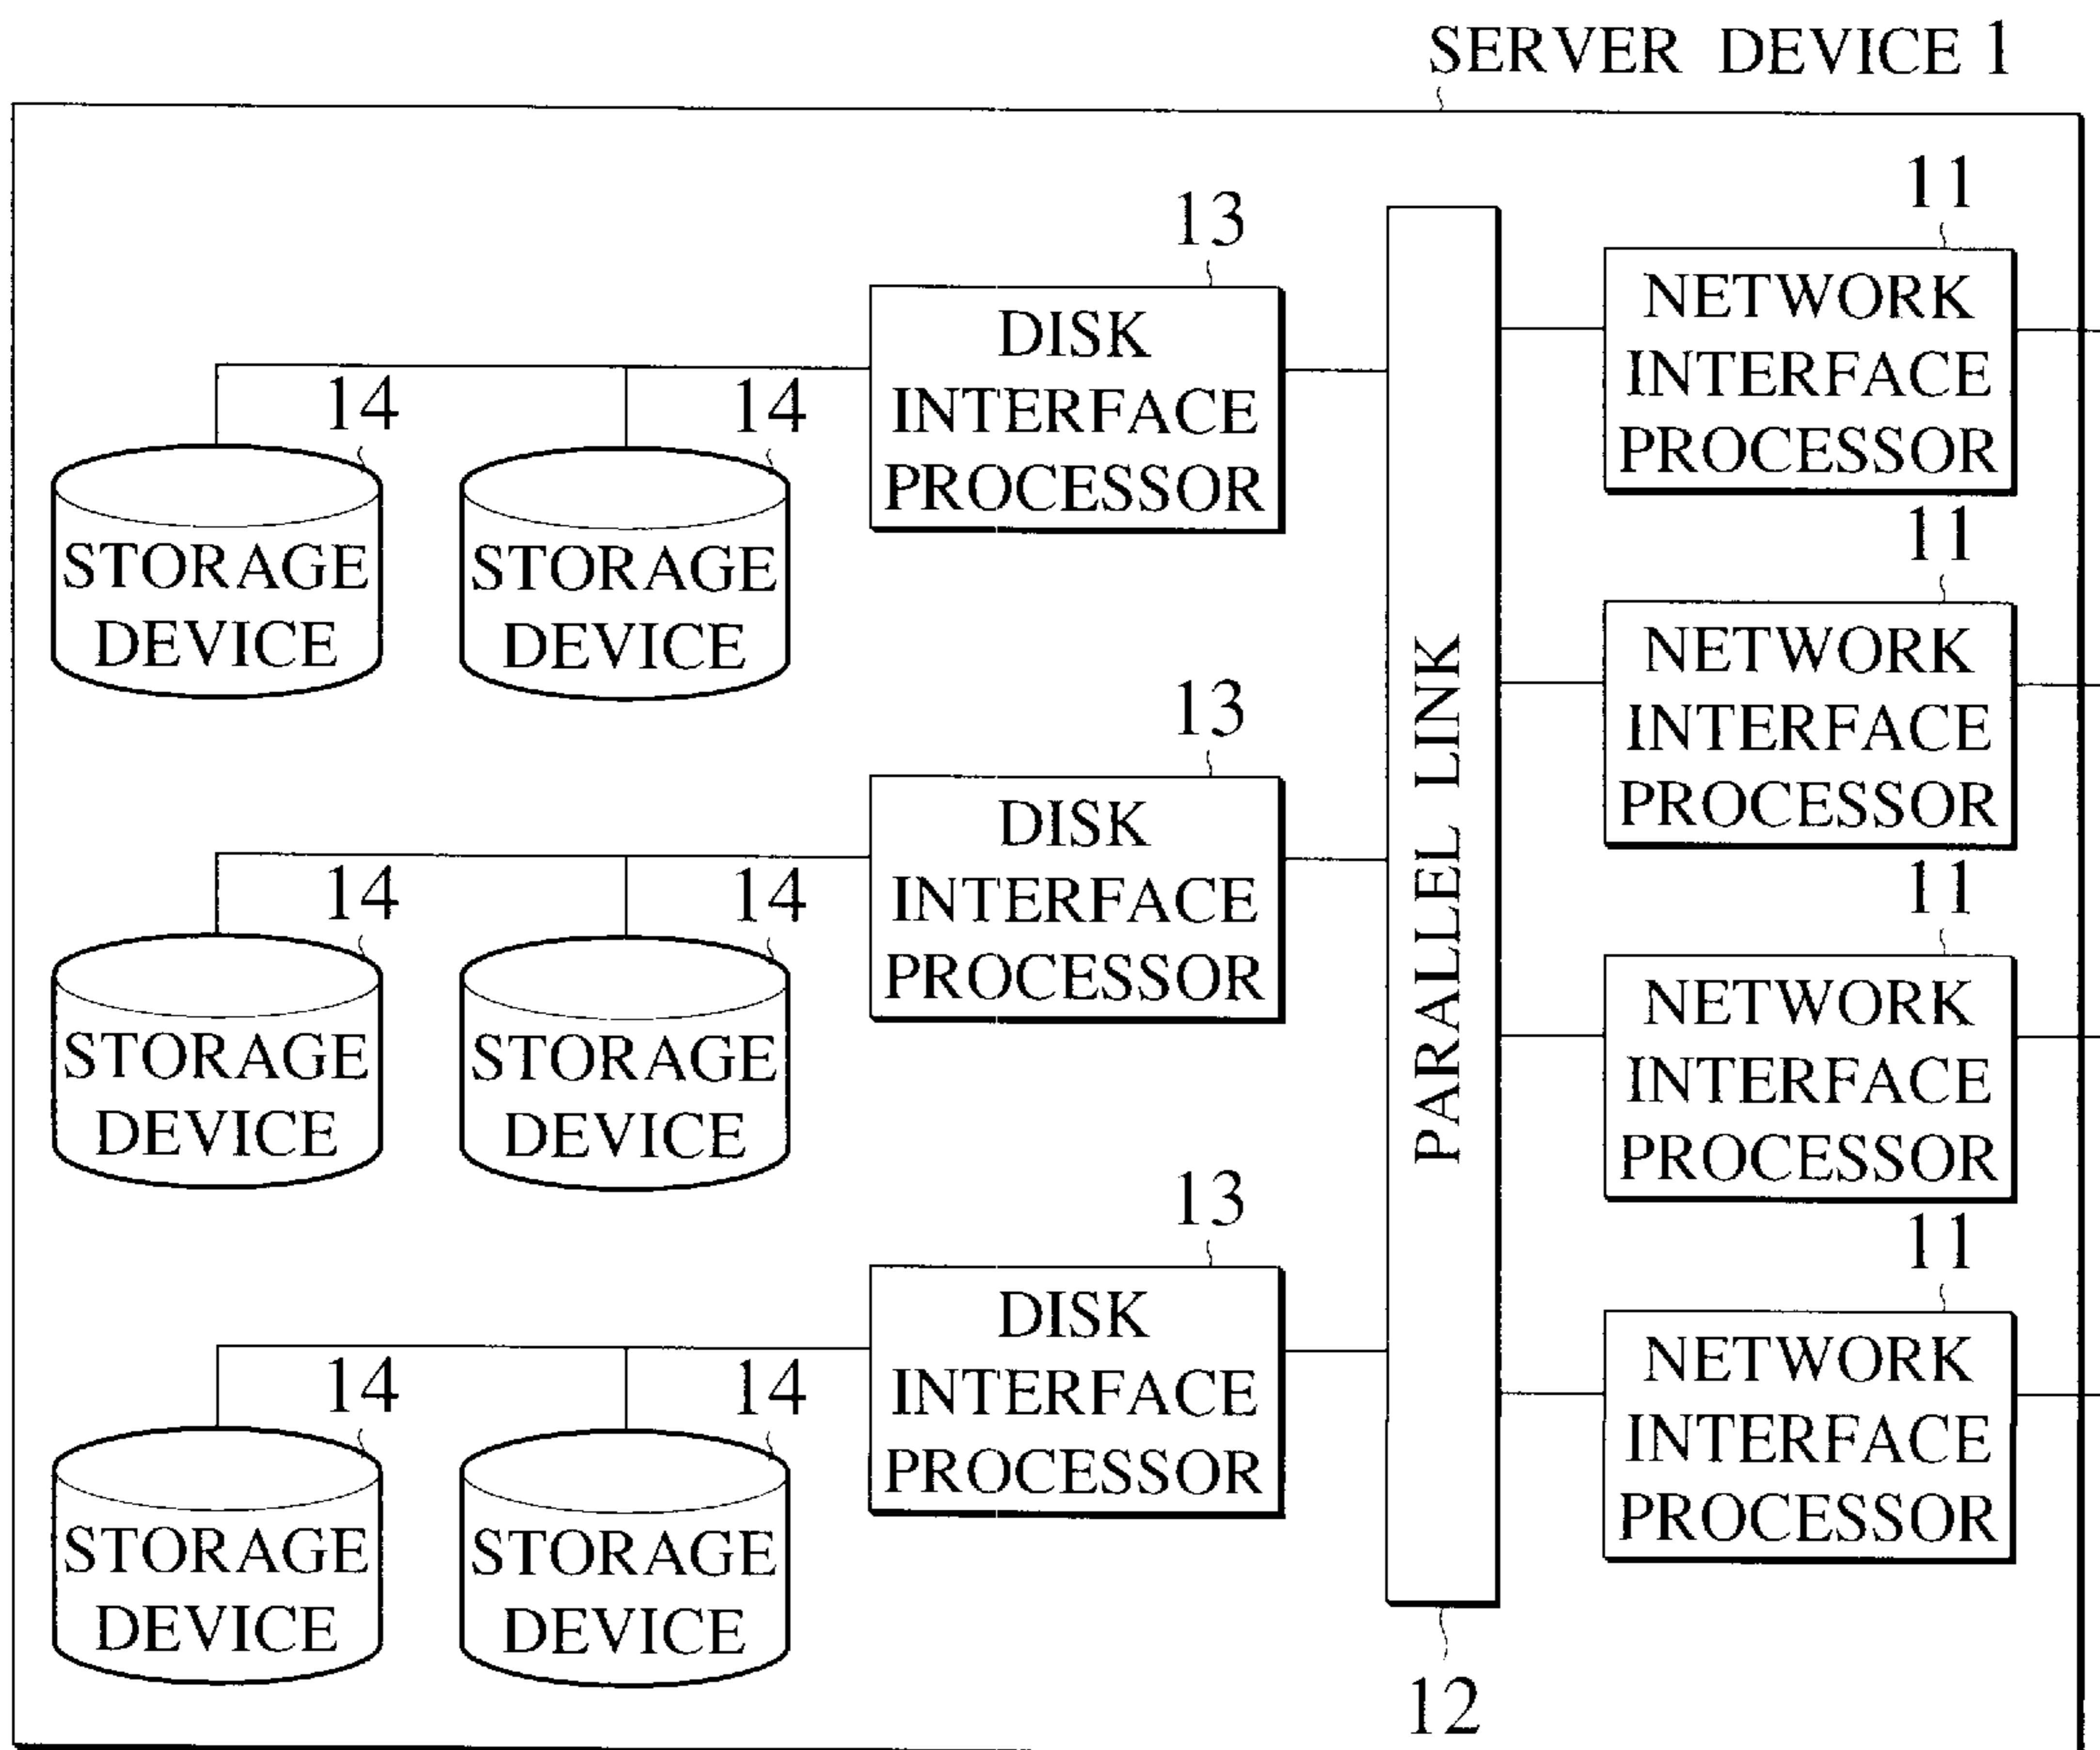 SERVER DEVICE 1
11
13
NETWORK
INTERFACE
PROCESSOR
DISK
INTERFACE
PROCESSOR
14
14
STORAGE
DEVICE
STORAGE
DEVICE
11
NETWORK
INTERFACE
PROCESSOR
13
DISK
INTERFACE
PROCESSOR
14
14
STORAGE
DEVICE
STORAGE
DEVICE
PARALLEL LINK
11
NETWORK
INTERFACE
PROCESSOR
13
DISK
INTERFACE
PROCESSOR
14
14
STORAGE
DEVICE
STORAGE
DEVICE
11
NETWORK
INTERFACE
PROCESSOR
12